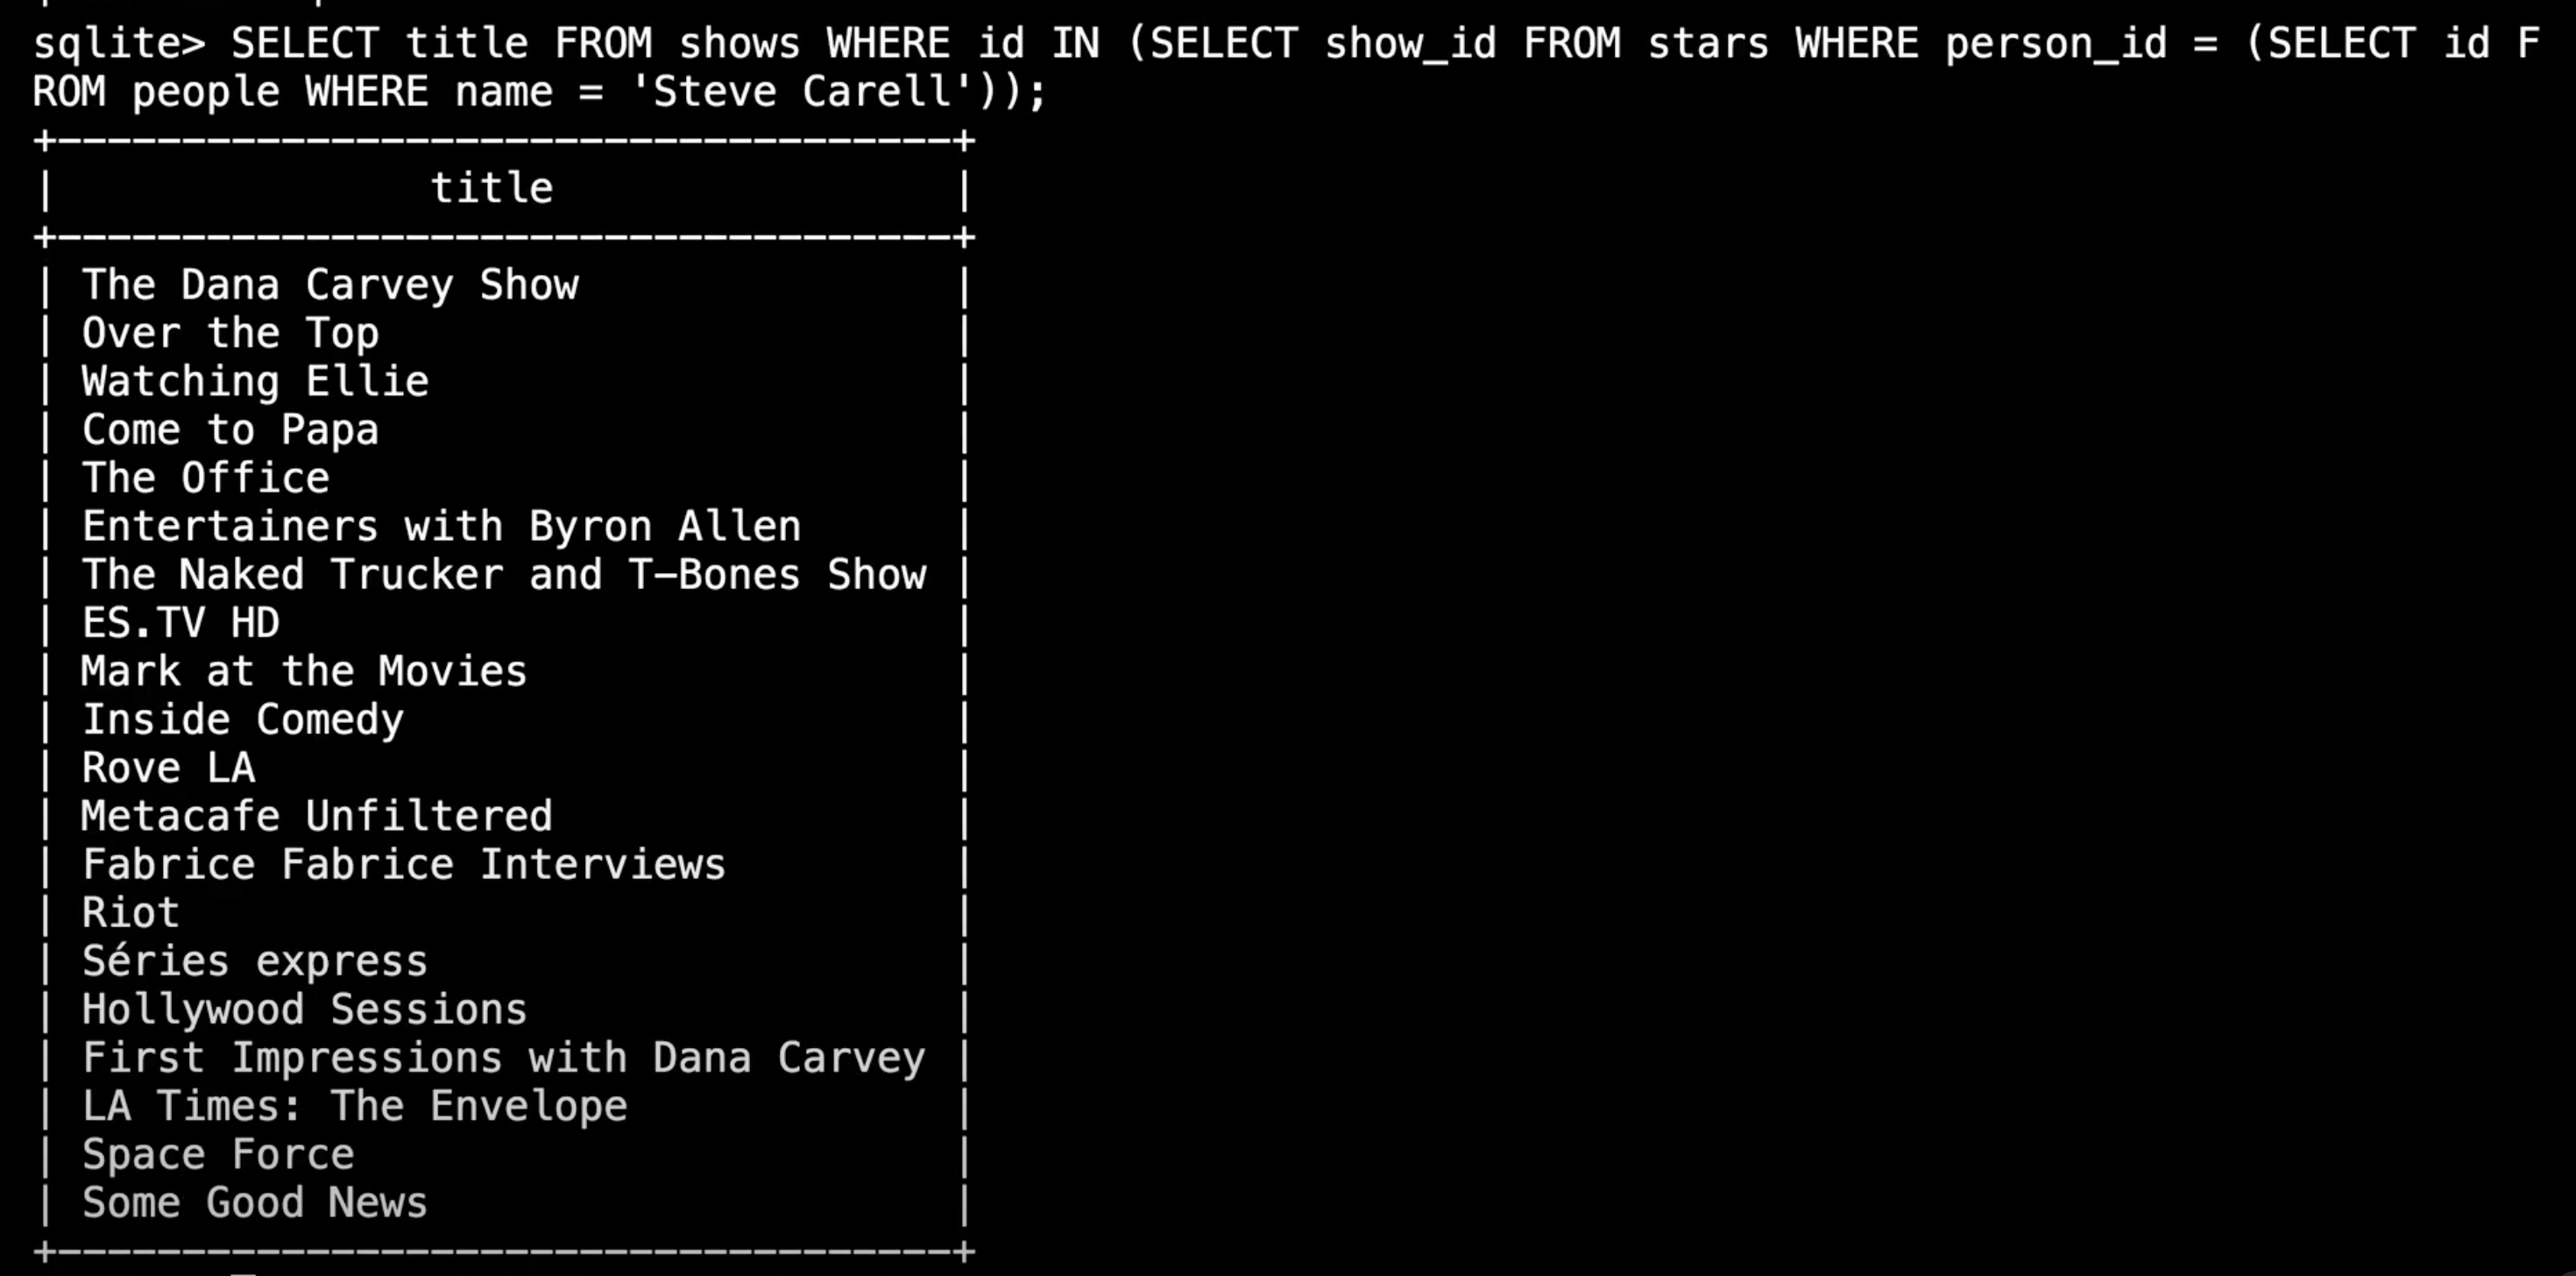 sqlite> SELECT title FROM shows WHERE id IN (SELECT show_id FROM stars WHERE person_id = (SELECT id F
ROM people WHERE name = 'Steve Carell'));
+------------------------------------+
|               title                |
+------------------------------------+
| The Dana Carvey Show               |
| Over the Top                       |
| Watching Ellie                     |
| Come to Papa                       |
| The Office                         |
| Entertainers with Byron Allen      |
| The Naked Trucker and T-Bones Show |
| ES.TV HD                           |
| Mark at the Movies                 |
| Inside Comedy                      |
| Rove LA                            |
| Metacafe Unfiltered                |
| Fabrice Fabrice Interviews         |
| Riot                               |
| Séries express                     |
| Hollywood Sessions                 |
| First Impressions with Dana Carvey |
| LA Times: The Envelope             |
| Space Force                        |
| Some Good News                     |
+------------------------------------+